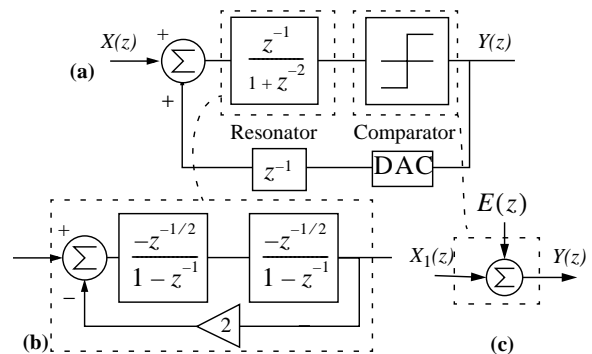 X(z)
+
Σ
z⁻¹
1 + z⁻²
Y(z)
(a)
+
Resonator
Comparator
z⁻¹
DAC
+
Σ
−z⁻¹/²
1 − z⁻¹
−z⁻¹/²
1 − z⁻¹
−
2
−
(b)
E(z)
X₁(z)
Σ
Y(z)
(c)